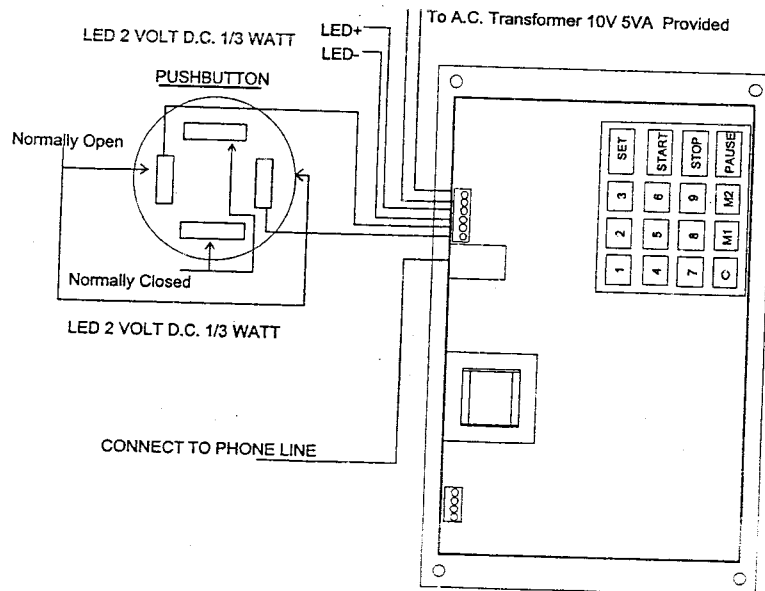 To A.C. Transformer 10V 5VA Provided
LED 2 VOLT D.C. 1/3 WATT
LED+
LED-
PUSHBUTTON
Normally Open
Normally Closed
LED 2 VOLT D.C. 1/3 WATT
CONNECT TO PHONE LINE
SET START STOP PAUSE
3 6 9 M2
2 5 8 M1
1 4 7 C